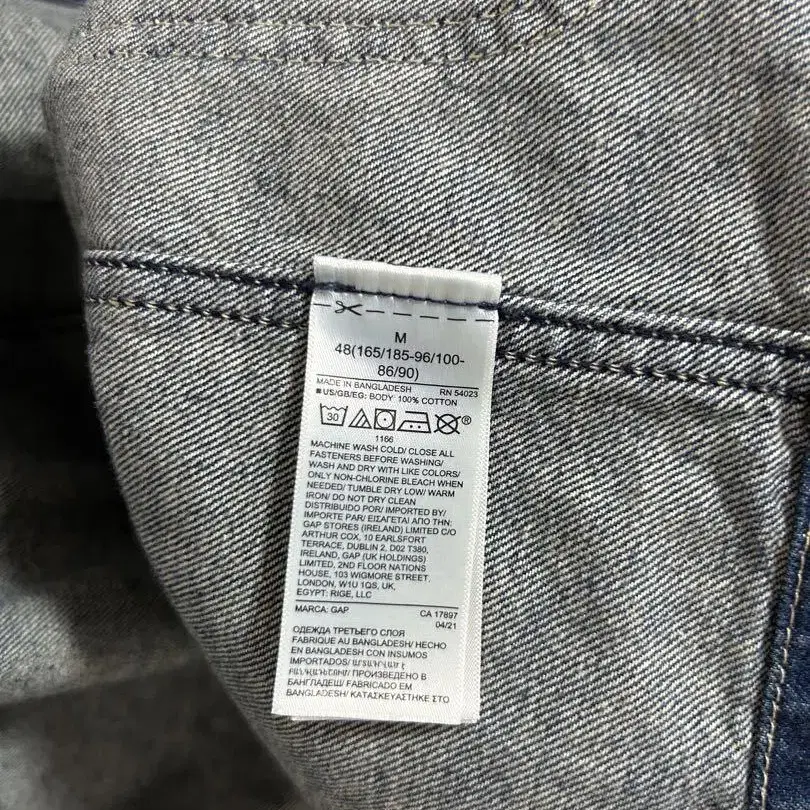 M
48(165/185-96/100-
86/90)
MADE IN BANGLADESH RN 54023
■US/GB/EG: BODY: 100% COTTON
30 ®
1166
MACHINE WASH COLD/ CLOSE ALL
FASTENERS BEFORE WASHING/
WASH AND DRY WITH LIKE COLORS/
ONLY NON-CHLORINE BLEACH WHEN
NEEDED/ TUMBLE DRY LOW/ WARM
IRON/ DO NOT DRY CLEAN
DISTRIBUIDO POR/ IMPORTED BY/
IMPORTE PAR/ ΕΙΣΑΓΕΤΑΙ ΑΠΟ ΤΗΝ:
GAP STORES (IRELAND) LIMITED C/O
ARTHUR COX, 10 EARLSFORT
TERRACE, DUBLIN 2, D02 T380,
IRELAND, GAP (UK HOLDINGS)
LIMITED, 2ND FLOOR NATIONS
HOUSE, 103 WIGMORE STREET,
LONDON, W1U 1QS, UK,
EGYPT: RIGE, LLC
MARCA: GAP CA 17897
04/21
ОДЕЖДА ТРЕТЬЕГО СЛОЯ
FABRIQUE AU BANGLADESH/ HECHO
EN BANGLADESH CON INSUMOS
IMPORTADOS/
ПРОИЗВЕДЕНО В
БАНГЛАДЕШ/ FABRICADO EM
BANGLADESH/ ΚΑΤΑΣΚΕΥΑΣΤΗΚΕ ΣΤΟ